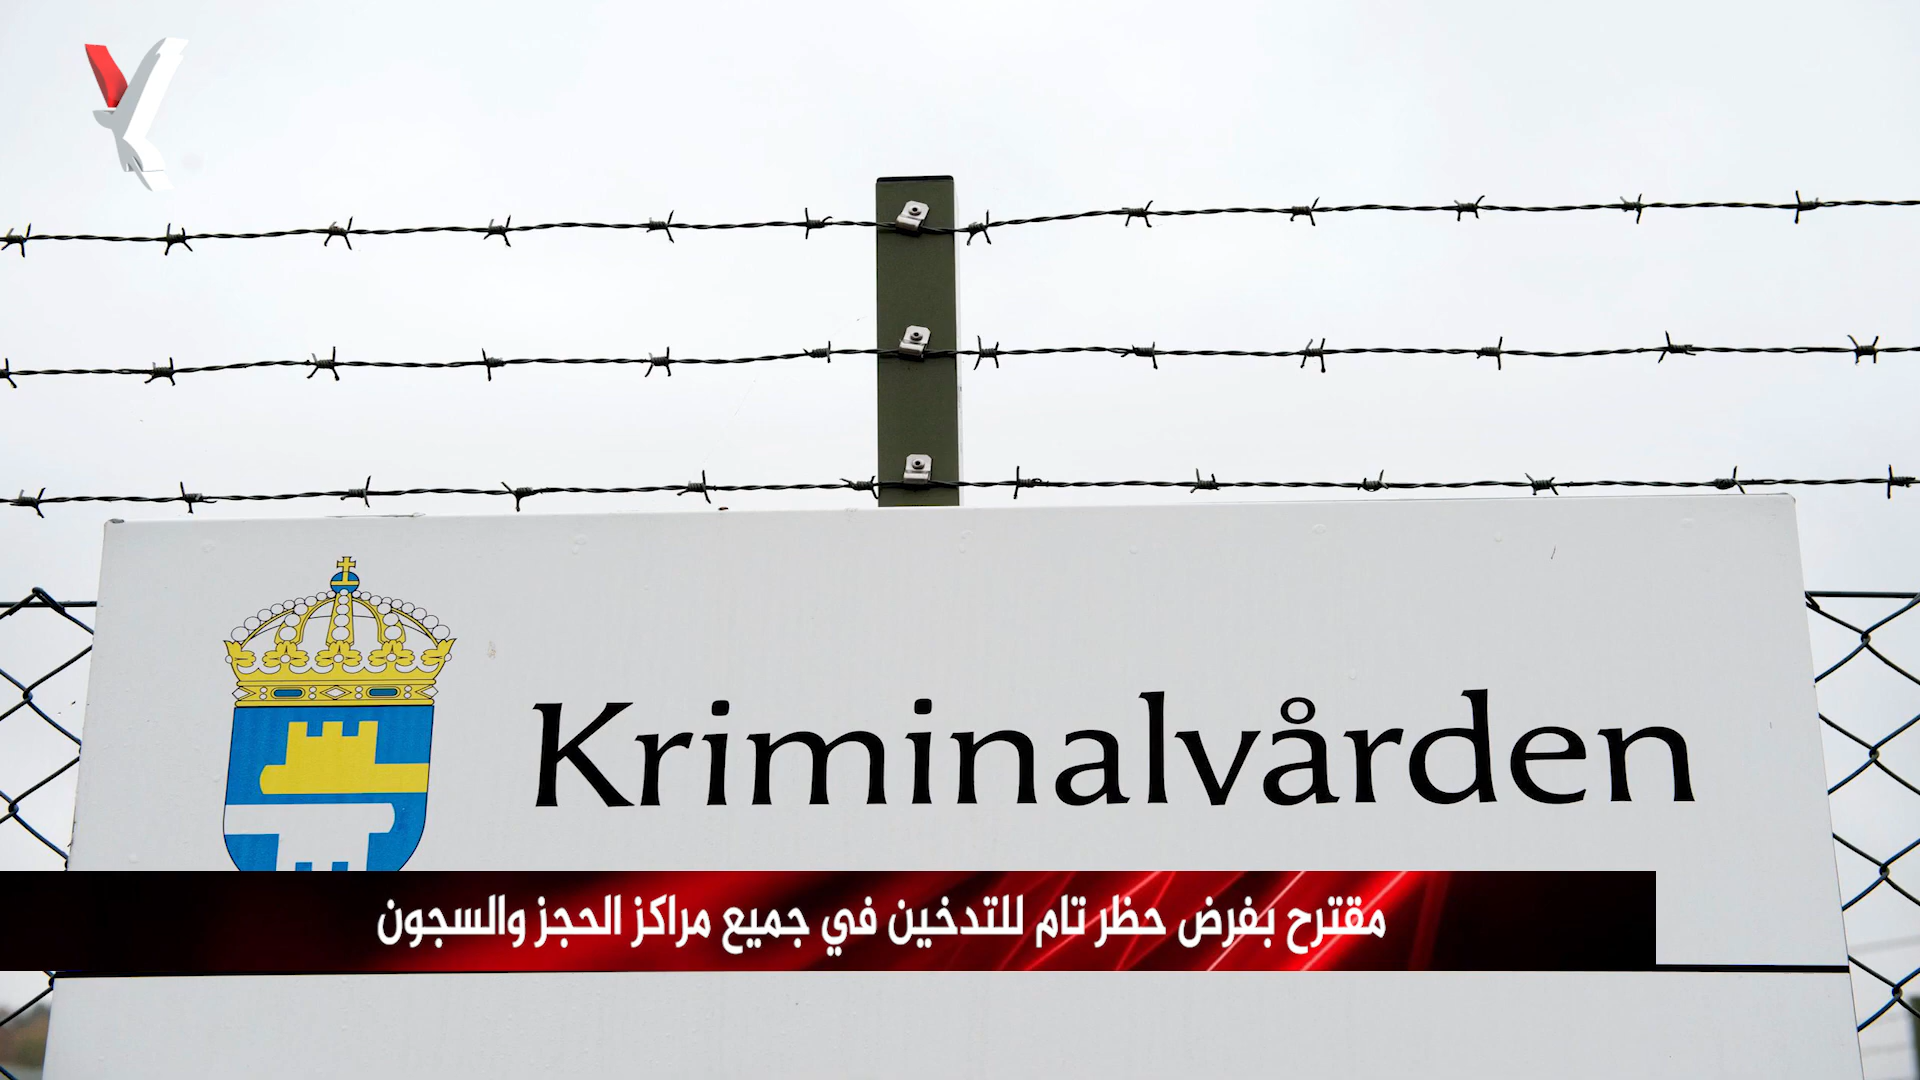 Kriminalvården
مقترح بفرض حظر تام للتدخين في جميع مراكز الحجز والسجون